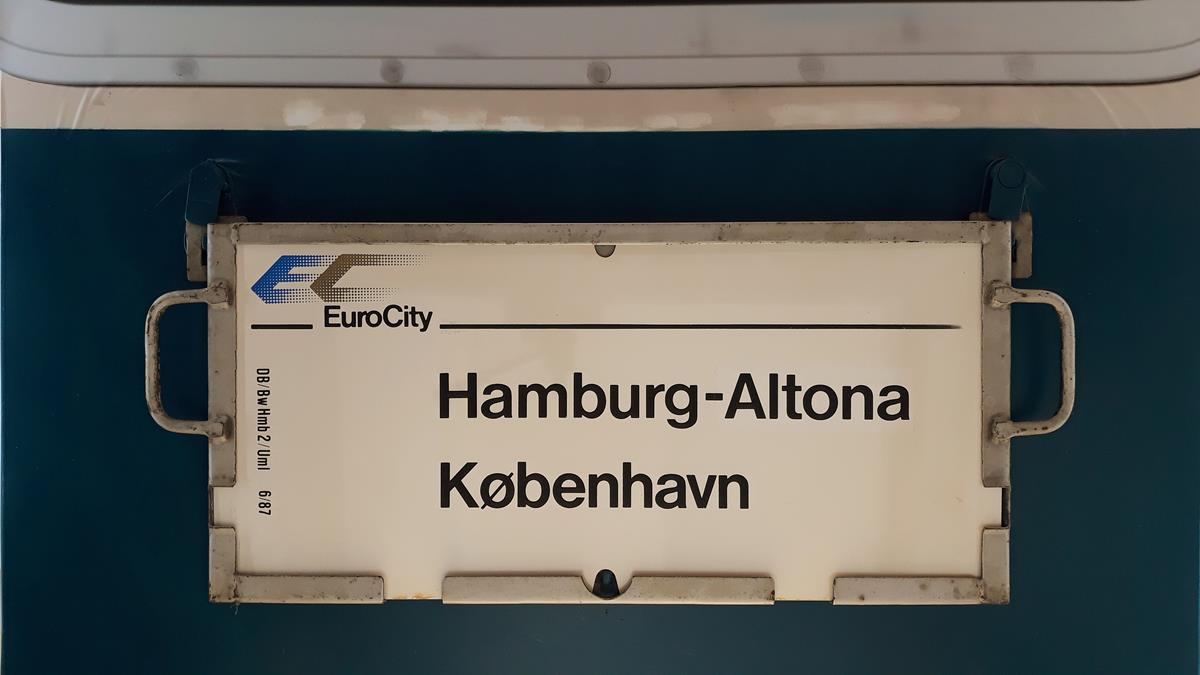 EC
EuroCity
Hamburg-Altona
København
DB/Bw Hmb 2/Uml 6/87